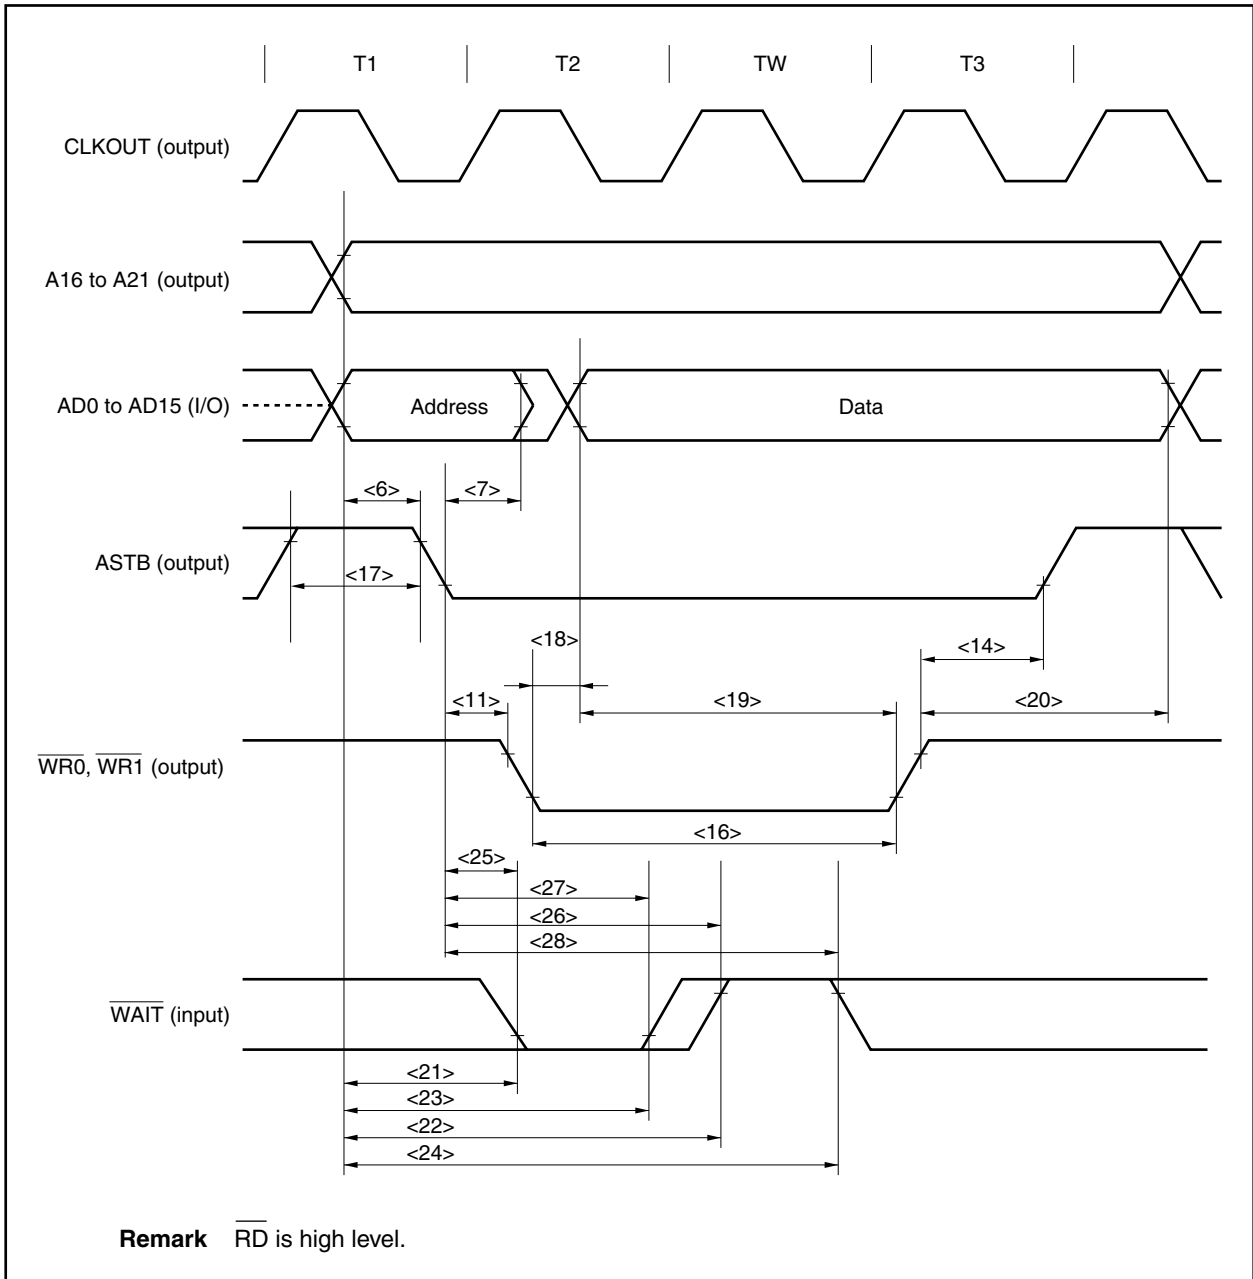 T1 T2 TW T3
CLKOUT (output)
A16 to A21 (output)
AD0 to AD15 (I/O)
Address
Data
<6>
<7>
ASTB (output)
<17>
<18>
<14>
<11>
<19>
<20>
WR0, WR1 (output)
<16>
<25>
<27>
<26>
<28>
WAIT (input)
<21>
<23>
<22>
<24>
Remark RD is high level.